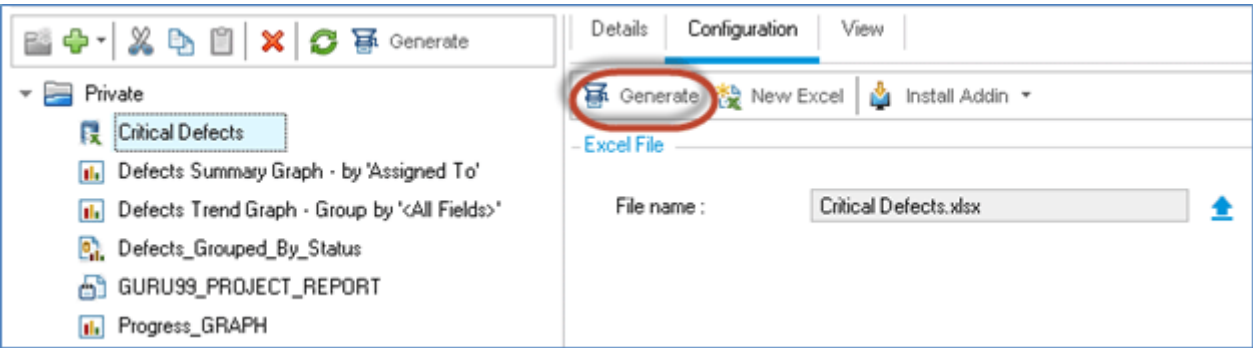 Generate
Private
Critical Defects
Defects Summary Graph - by 'Assigned To'
Defects Trend Graph - Group by '<All Fields>'
Defects_Grouped_By_Status
GURU99_PROJECT_REPORT
Progress_GRAPH
Details Configuration View
Generate New Excel Install Addin
Excel File
File name : Critical Defects.xlsx